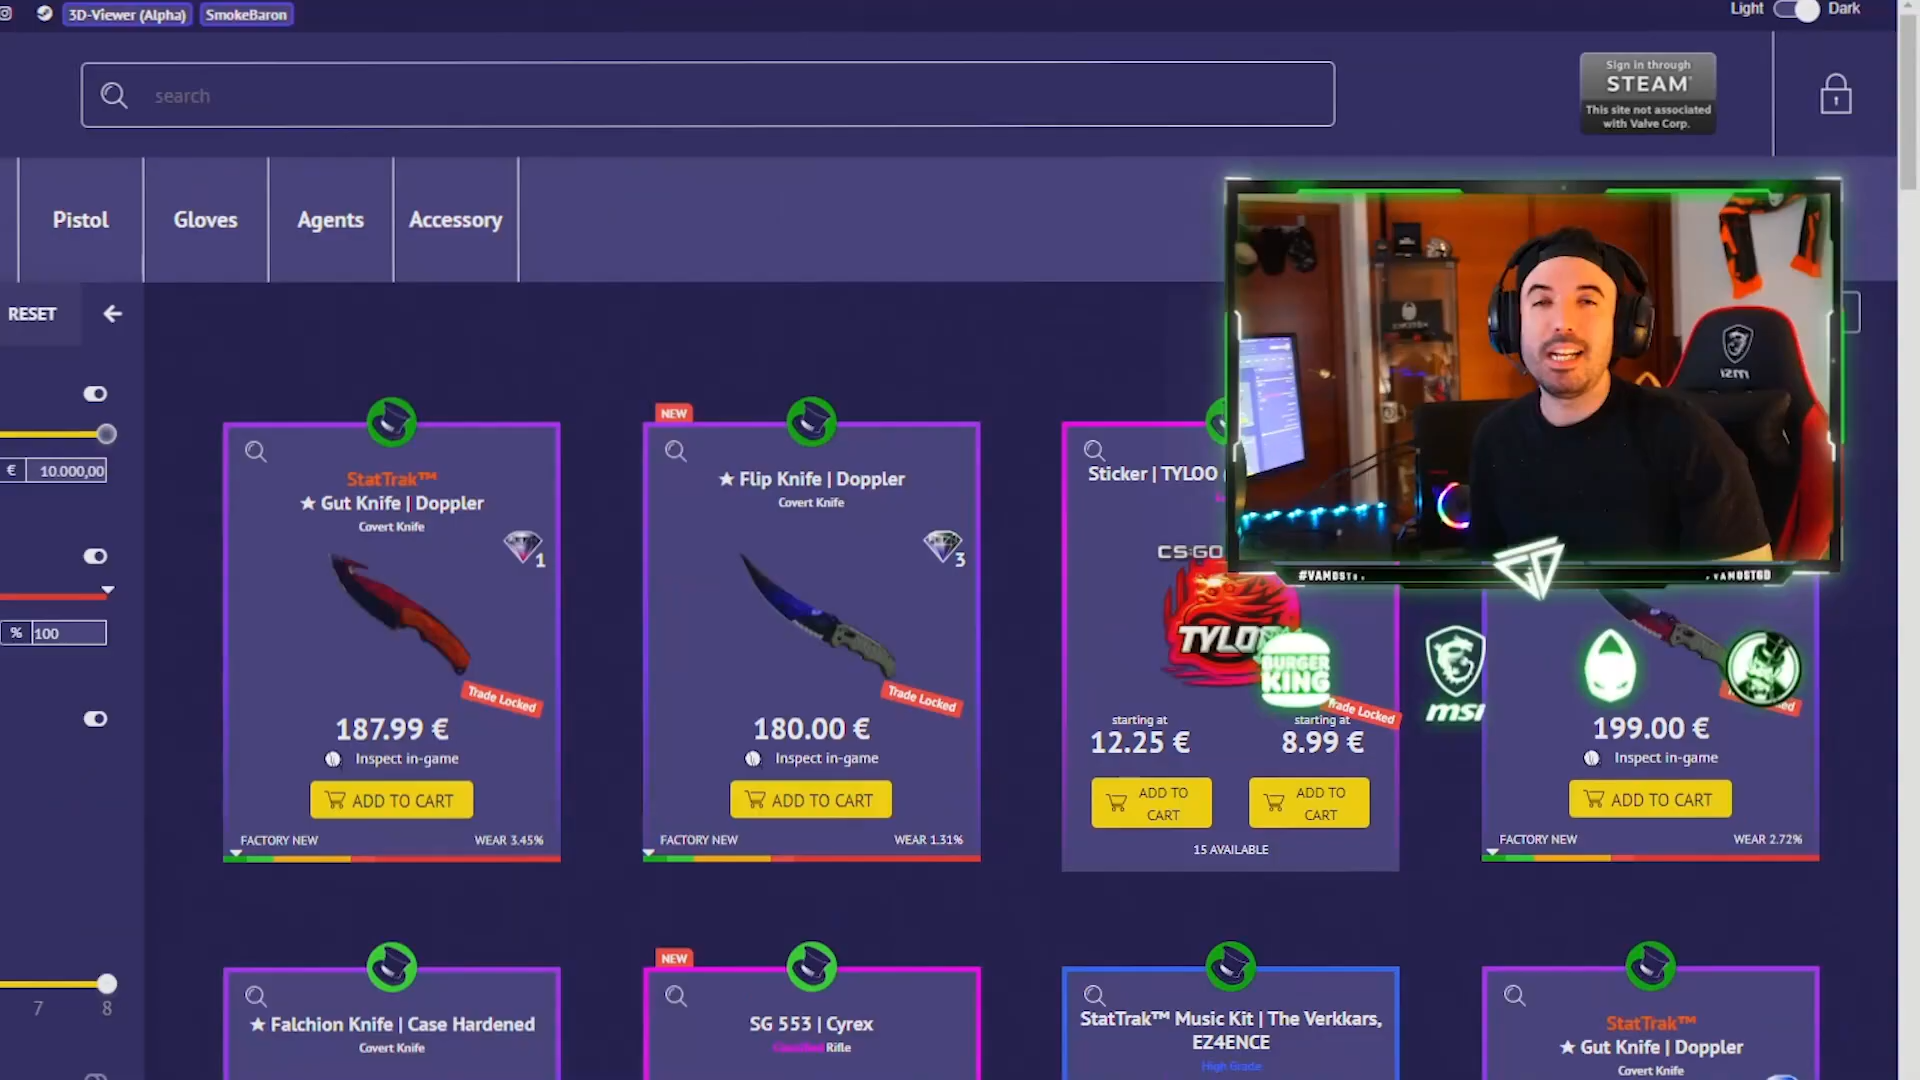 3D-Viewer (Alpha) SmokeBaron
Light Dark
search
Sign in through
STEAM
This site not associated
with Valve Corp.
Pistol Gloves Agents Accessory
RESET
€ 10.000,00
% 100
7 8
StatTrak™
★ Gut Knife | Doppler
Covert Knife
1
Trade Locked
187.99 €
Inspect in-game
ADD TO CART
FACTORY NEW WEAR 3.45%
NEW
★ Flip Knife | Doppler
Covert Knife
3
Trade Locked
180.00 €
Inspect in-game
ADD TO CART
FACTORY NEW WEAR 1.31%
Sticker | TYLOO
CS:GO
TYLOO
Trade Locked
starting at
12.25 €
starting at
8.99 €
ADD TO
CART
ADD TO
CART
15 AVAILABLE
msi
#VAMOSTG
VAMOSTGD
BURGER
KING
msi
199.00 €
Inspect in-game
ADD TO CART
FACTORY NEW WEAR 2.72%
★ Falchion Knife | Case Hardened
Covert Knife
NEW
SG 553 | Cyrex
Classified Rifle
StatTrak™ Music Kit | The Verkkars,
EZ4ENCE
High Grade
StatTrak™
★ Gut Knife | Doppler
Covert Knife